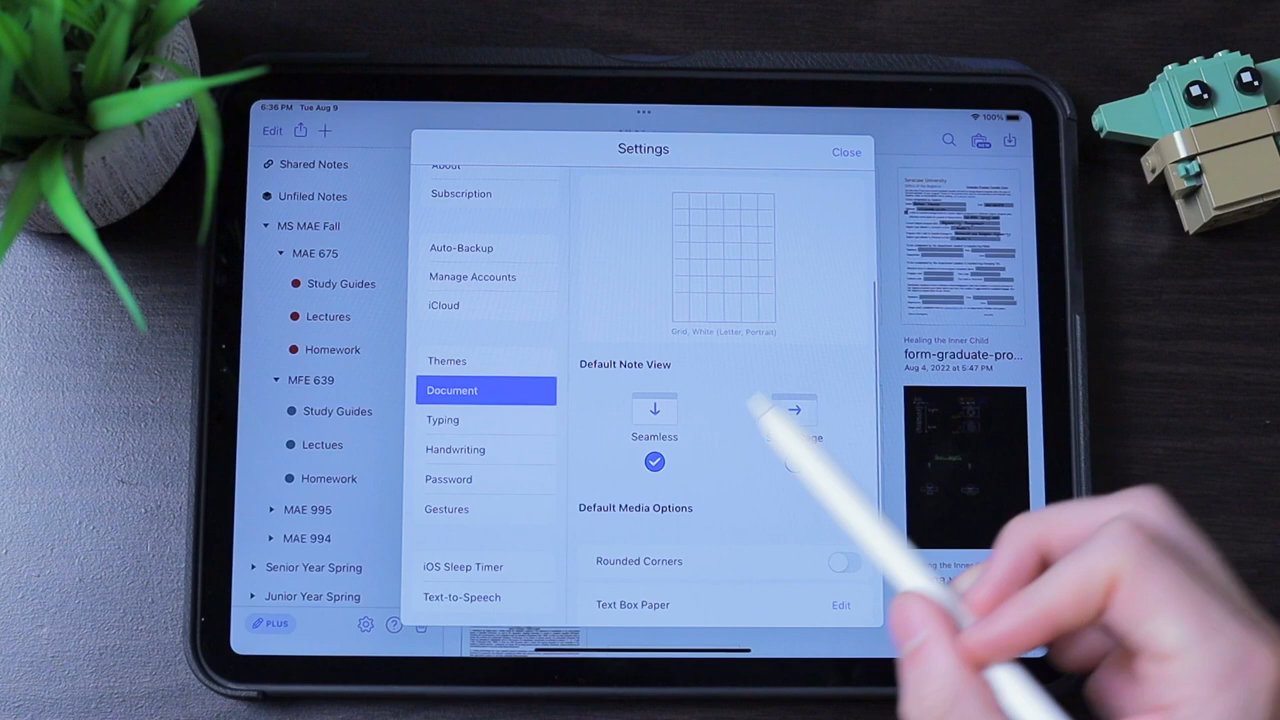 6:36 PM Tue Aug 9
100%
Edit
Settings
Close
NEW
Shared Notes
Unfiled Notes
MS MAE Fall
MAE 675
Study Guides
Lectures
Homework
MFE 639
Study Guides
Lectues
Homework
MAE 995
MAE 994
Senior Year Spring
Junior Year Spring
PLUS
About
Subscription
Auto-Backup
Manage Accounts
iCloud
Themes
Document
Typing
Handwriting
Password
Gestures
iOS Sleep Timer
Text-to-Speech
Grid, White (Letter, Portrait)
Default Note View
Seamless
Default Media Options
Rounded Corners
Text Box Paper
Edit
Healing the Inner Child
form-graduate-pro...
Aug 4, 2022 at 5:47 PM
the Inner Child